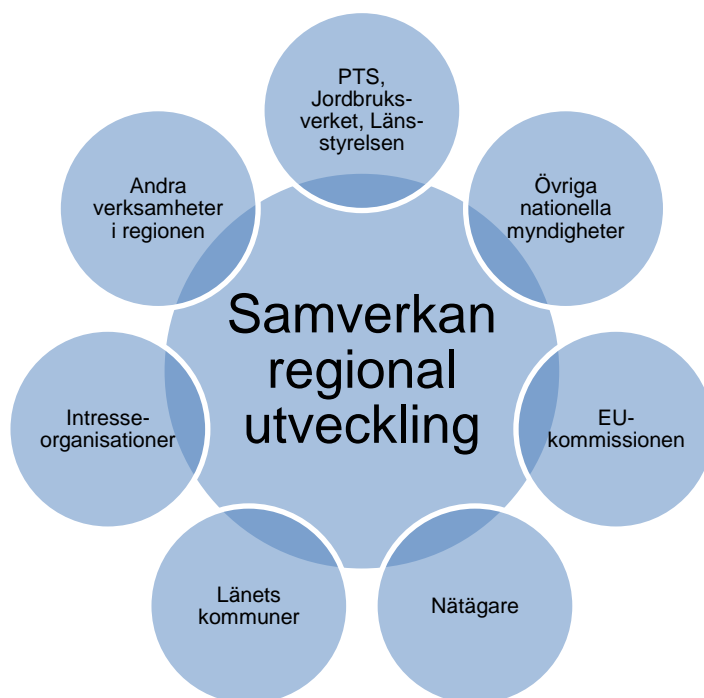 PTS,
Jordbruks-
verket, Läns-
styrelsen
Övriga
nationella
myndigheter
EU-
kommissionen
Nätägare
Länets
kommuner
Intresse-
organisationer
Andra
verksamheter
i regionen
Samverkan
regional
utveckling